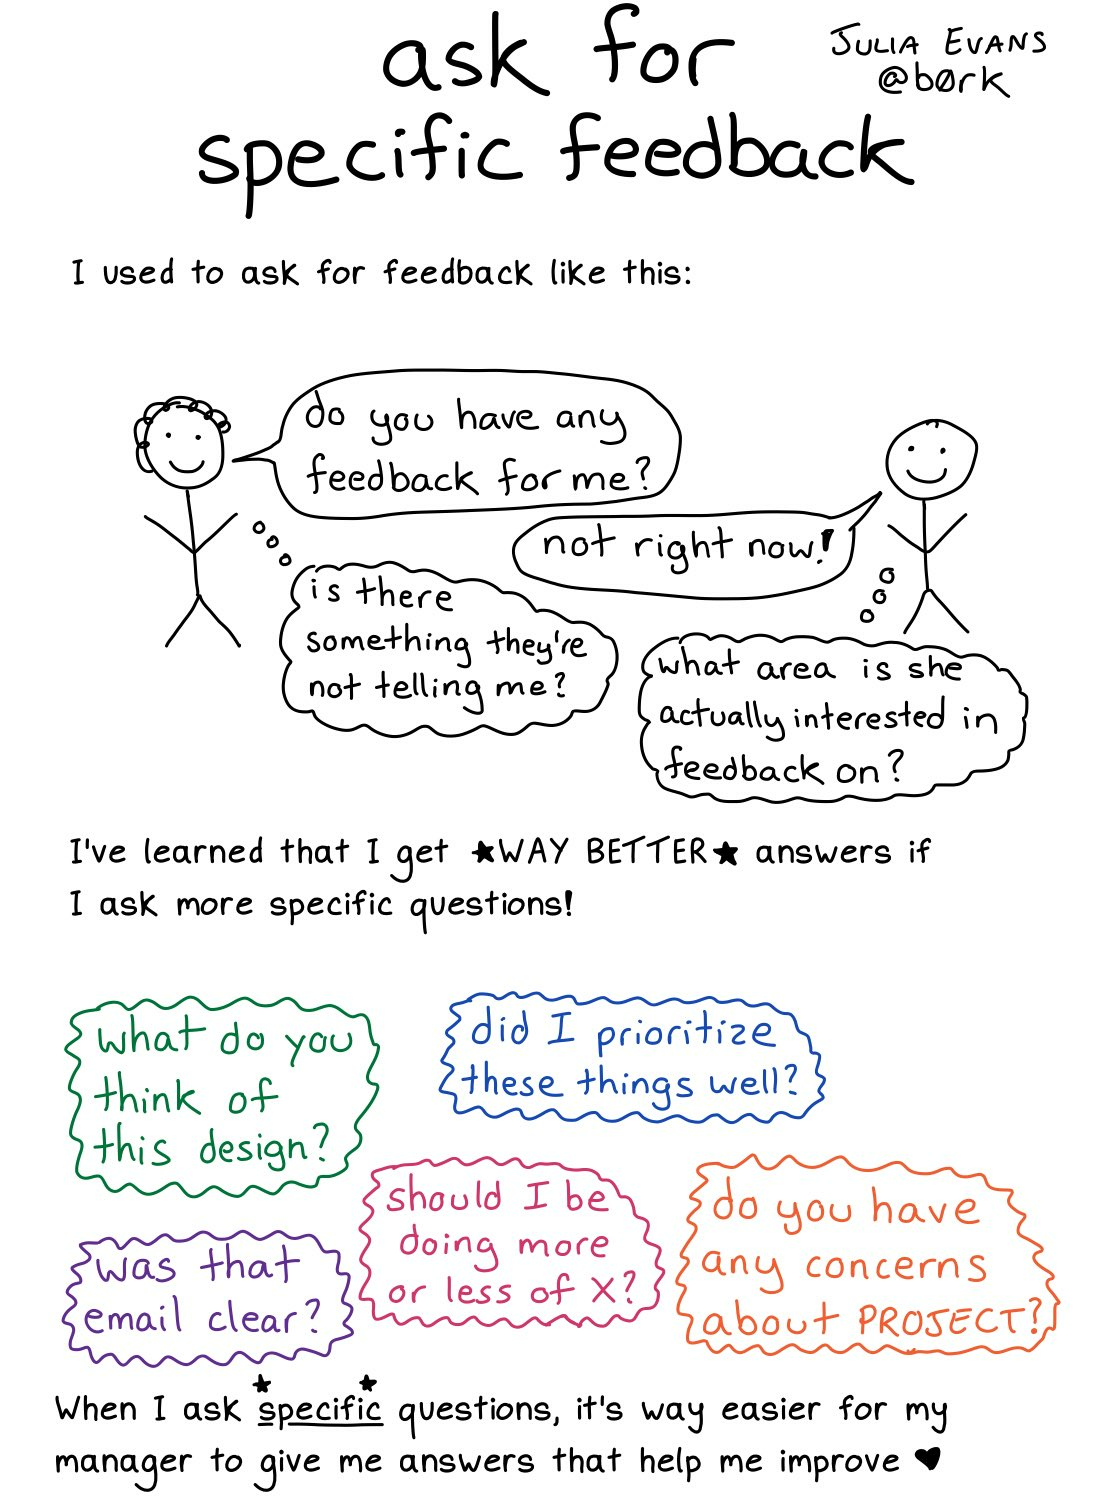 ask for
specific feedback
JULIA EVANS
@b0rk
I used to ask for feedback like this:
do you have any
feedback for me?
not right now!
is there
something they're
not telling me?
what area is she
actually interested in
feedback on?
I've learned that I get ★WAY BETTER★ answers if
I ask more specific questions!
what do you
think of
this design?
did I prioritize
these things well?
should I be
doing more
or less of X?
do you have
any concerns
about PROJECT?
was that
email clear?
When I ask ★specific★ questions, it's way easier for my
manager to give me answers that help me improve ♥